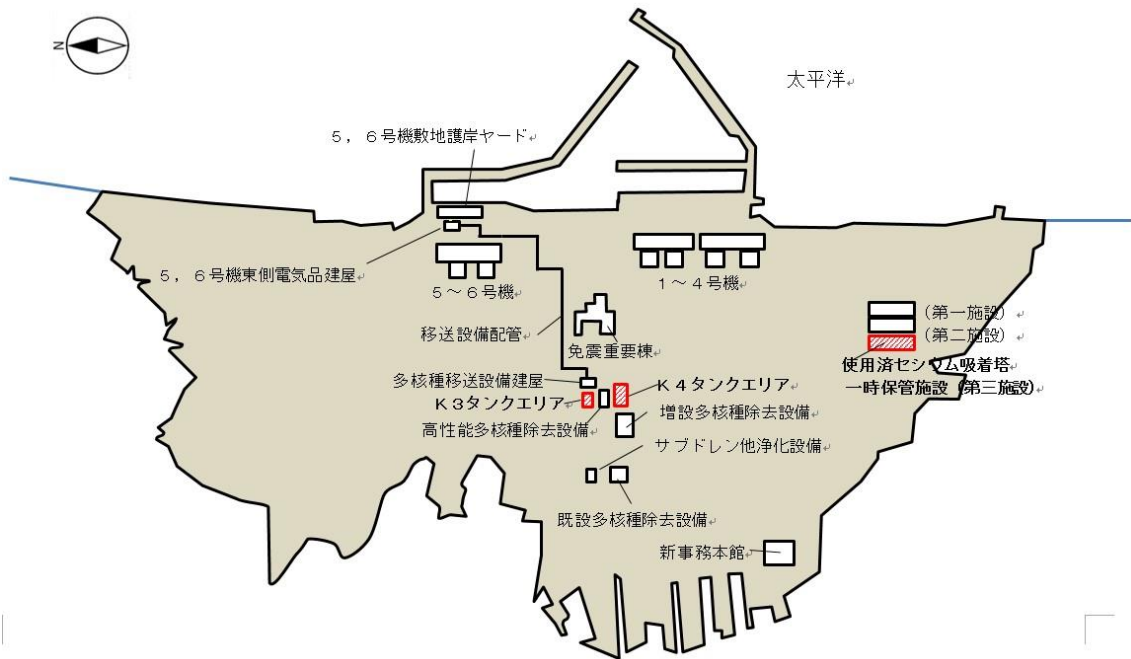 N
太平洋
5，6号機敷地護岸ヤード
5，6号機東側電気品建屋
5～6号機
1～4号機
移送設備配管
免震重要棟
(第一施設)
(第二施設)
使用済セシウム吸着塔
一時保管施設（第三施設）
多核種移送設備建屋
K4タンクエリア
K3タンクエリア
増設多核種除去設備
高性能多核種除去設備
サブドレン他浄化設備
既設多核種除去設備
新事務本館